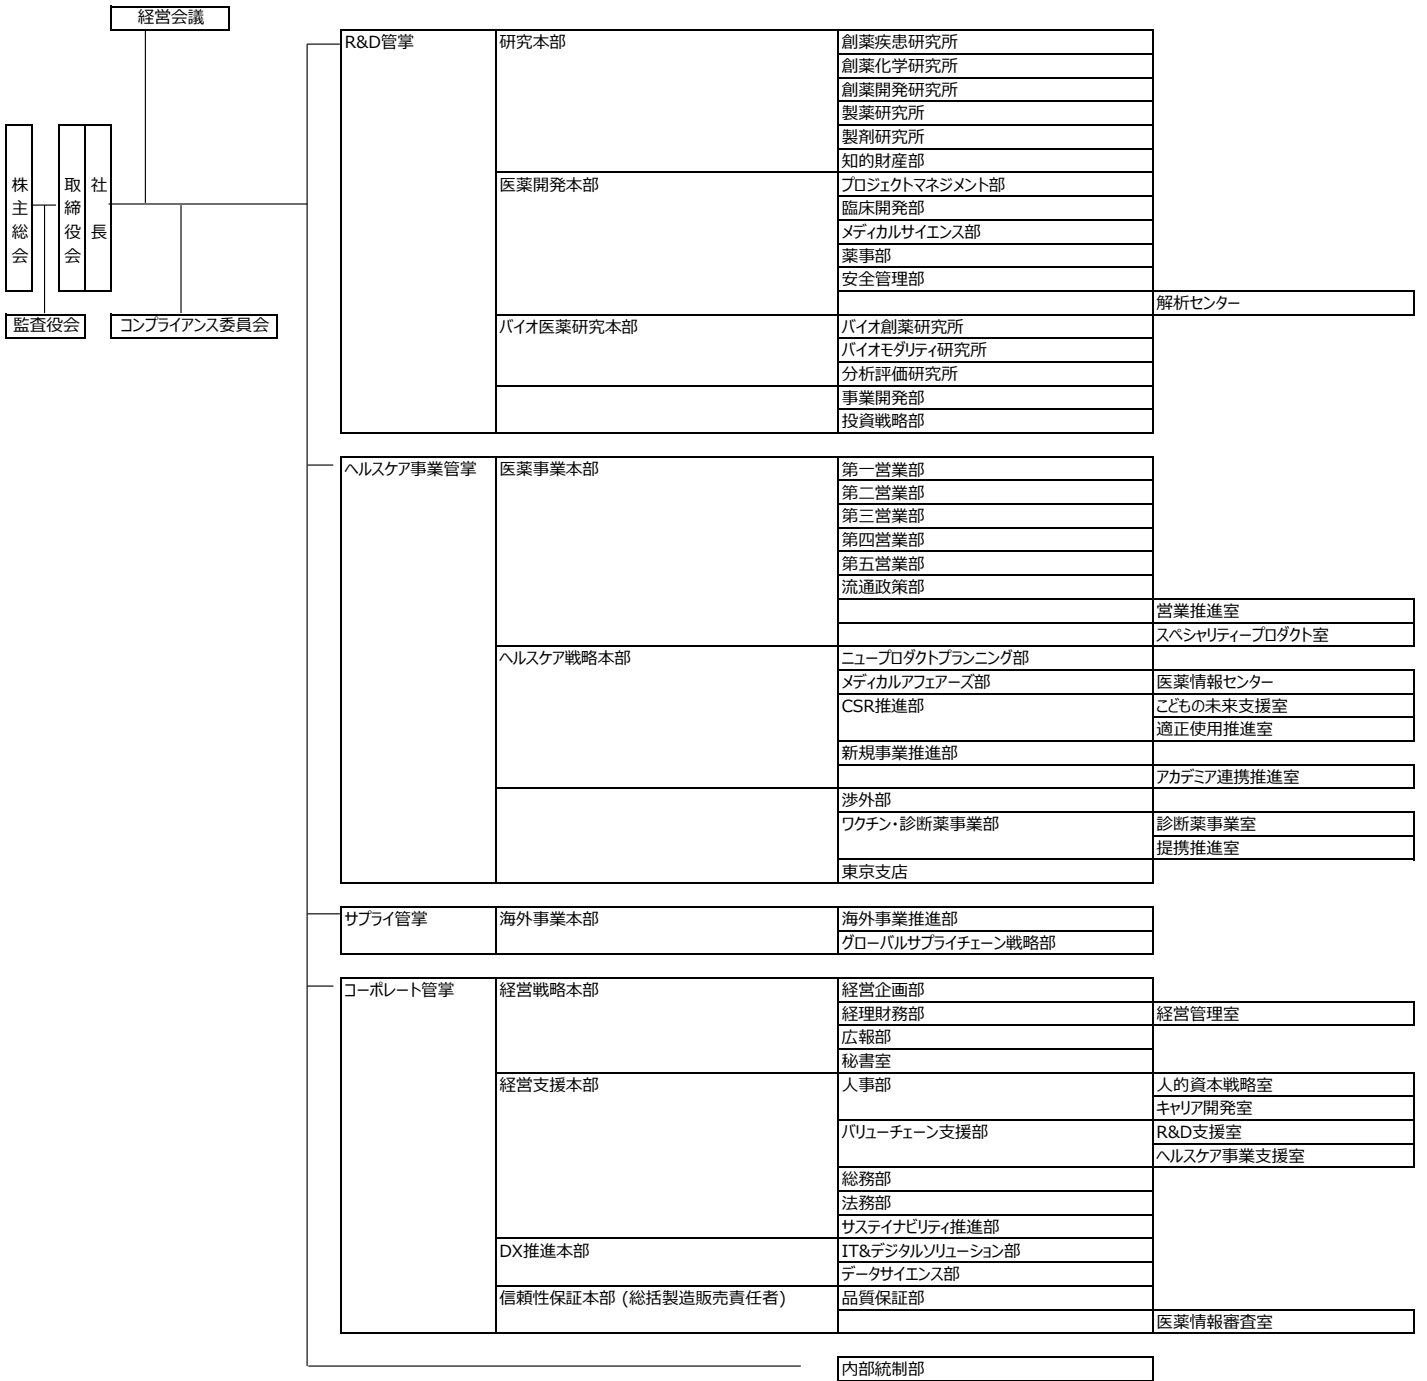 経営会議
株主総会
取締役会
社長
監査役会
コンプライアンス委員会
R&D管掌 研究本部 創薬疾患研究所
創薬化学研究所
創薬開発研究所
製薬研究所
製剤研究所
知的財産部
医薬開発本部 プロジェクトマネジメント部
臨床開発部
メディカルサイエンス部
薬事部
安全管理部
解析センター
バイオ医薬研究本部 バイオ創薬研究所
バイオモダリティ研究所
分析評価研究所
事業開発部
投資戦略部
ヘルスケア事業管掌 医薬事業本部 第一営業部
第二営業部
第三営業部
第四営業部
第五営業部
流通政策部
営業推進室
スペシャリティープロダクト室
ヘルスケア戦略本部 ニュープロダクトプランニング部
メディカルアフェアーズ部 医薬情報センター
CSR推進部 こどもの未来支援室
適正使用推進室
新規事業推進部
アカデミア連携推進室
渉外部
ワクチン・診断薬事業部 診断薬事業室
提携推進室
東京支店
サプライ管掌 海外事業本部 海外事業推進部
グローバルサプライチェーン戦略部
コーポレート管掌 経営戦略本部 経営企画部
経理財務部 経営管理室
広報部
秘書室
経営支援本部 人事部 人的資本戦略室
キャリア開発室
バリューチェーン支援部 R&D支援室
ヘルスケア事業支援室
総務部
法務部
サステイナビリティ推進部
DX推進本部 IT&デジタルソリューション部
データサイエンス部
信頼性保証本部 (総括製造販売責任者) 品質保証部
医薬情報審査室
内部統制部